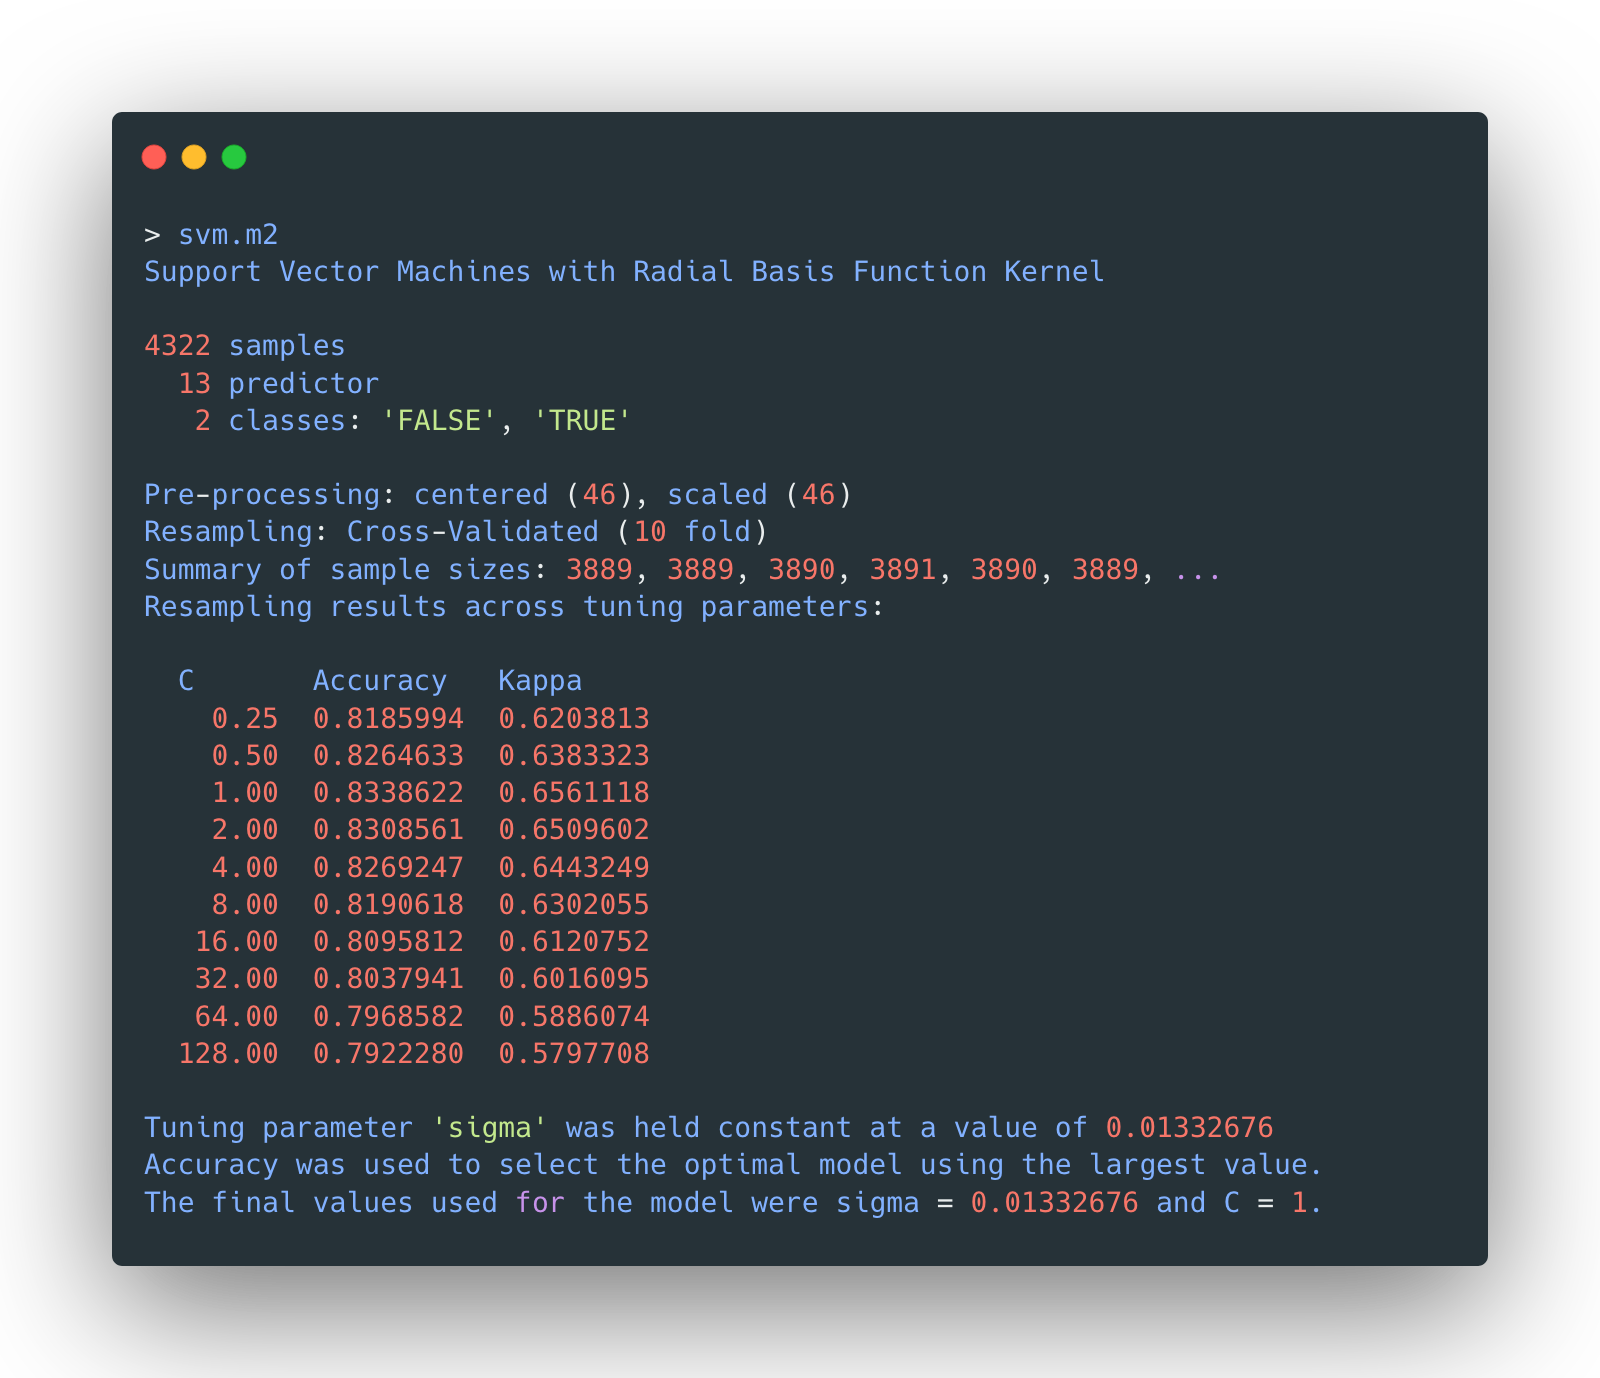 > svm.m2
Support Vector Machines with Radial Basis Function Kernel
4322 samples
13 predictor
2 classes: 'FALSE', 'TRUE'
Pre-processing: centered (46), scaled (46)
Resampling: Cross-Validated (10 fold)
Summary of sample sizes: 3889, 3889, 3890, 3891, 3890, 3889, ...
Resampling results across tuning parameters:
C Accuracy Kappa
0.25 0.8185994 0.6203813
0.50 0.8264633 0.6383323
1.00 0.8338622 0.6561118
2.00 0.8308561 0.6509602
4.00 0.8269247 0.6443249
8.00 0.8190618 0.6302055
16.00 0.8095812 0.6120752
32.00 0.8037941 0.6016095
64.00 0.7968582 0.5886074
128.00 0.7922280 0.5797708
Tuning parameter 'sigma' was held constant at a value of 0.01332676
Accuracy was used to select the optimal model using the largest value.
The final values used for the model were sigma = 0.01332676 and C = 1.